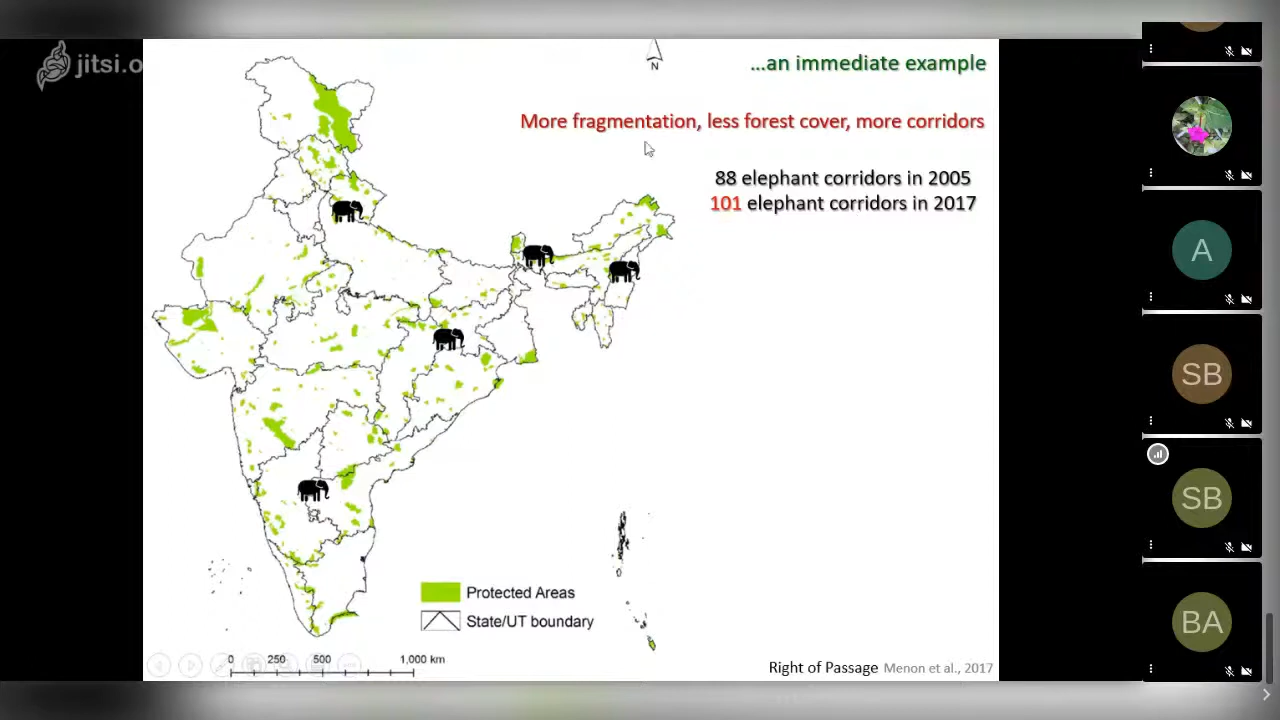 jitsi.o
N
...an immediate example
More fragmentation, less forest cover, more corridors
88 elephant corridors in 2005
101 elephant corridors in 2017
Protected Areas
State/UT boundary
0 250 500 1,000 km
Right of Passage Menon et al., 2017
A
SB
SB
BA